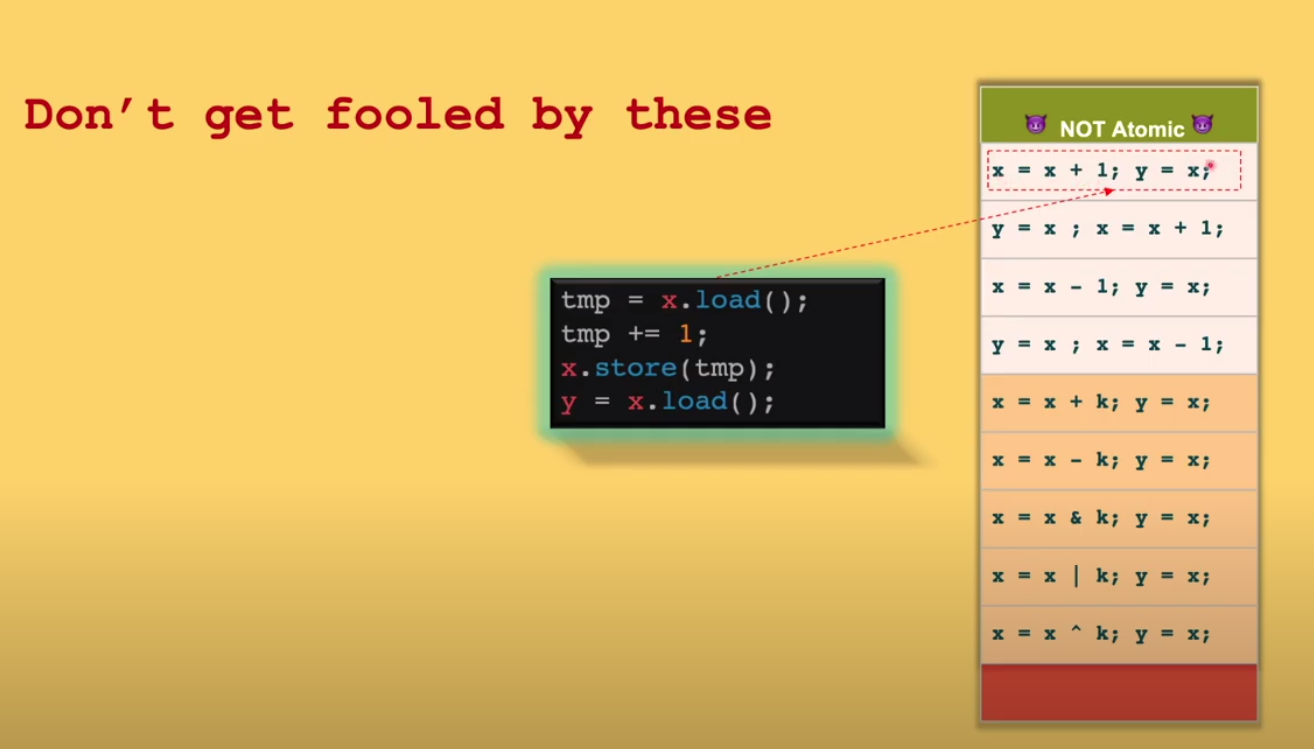 Don’t get fooled by these
tmp = x.load();
tmp += 1;
x.store(tmp);
y = x.load();
😈 NOT Atomic 😈
x = x + 1; y = x;
y = x ; x = x + 1;
x = x - 1; y = x;
y = x ; x = x - 1;
x = x + k; y = x;
x = x - k; y = x;
x = x & k; y = x;
x = x | k; y = x;
x = x ^ k; y = x;